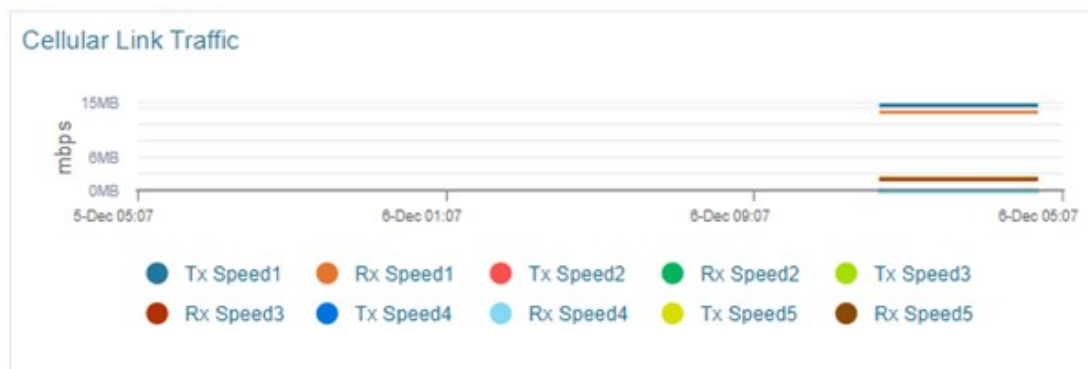 Cellular Link Traffic
15MB
mbps
6MB
0MB
5-Dec 05:07 6-Dec 01:07 6-Dec 09:07 6-Dec 05:07
Tx Speed1 Rx Speed1 Tx Speed2 Rx Speed2 Tx Speed3
Rx Speed3 Tx Speed4 Rx Speed4 Tx Speed5 Rx Speed5